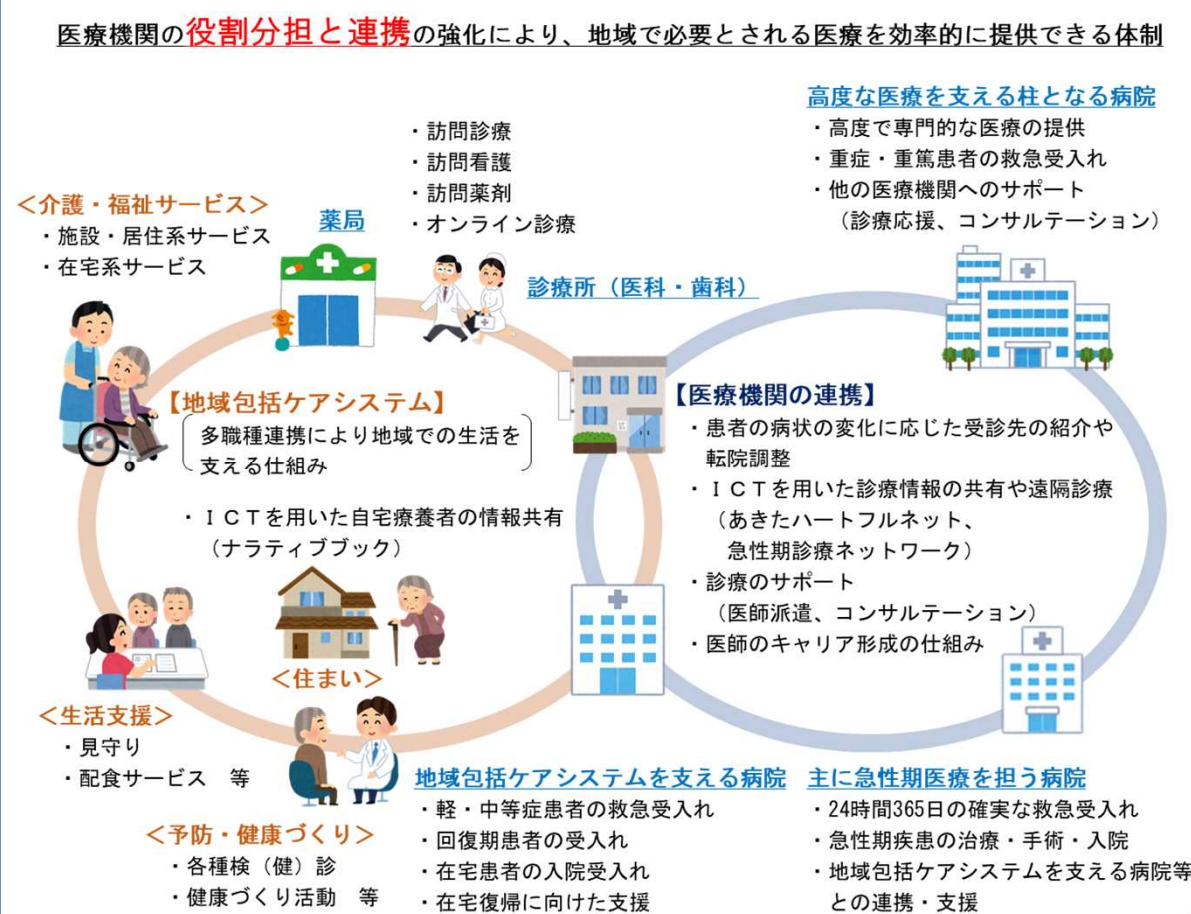 医療機関の役割分担と連携の強化により、地域で必要とされる医療を効率的に提供できる体制
高度な医療を支える柱となる病院
・高度で専門的な医療の提供
・重症・重篤患者の救急受入れ
・他の医療機関へのサポート
（診療応援、コンサルテーション）
・訪問診療
・訪問看護
・訪問薬剤
・オンライン診療
＜介護・福祉サービス＞
・施設・居住系サービス
・在宅系サービス
薬局
診療所（医科・歯科）
【地域包括ケアシステム】
多職種連携により地域での生活を
支える仕組み
・ＩＣＴを用いた自宅療養者の情報共有
（ナラティブブック）
【医療機関の連携】
・患者の病状の変化に応じた受診先の紹介や
転院調整
・ＩＣＴを用いた診療情報の共有や遠隔診療
（あきたハートフルネット、
急性期診療ネットワーク）
・診療のサポート
（医師派遣、コンサルテーション）
・医師のキャリア形成の仕組み
＜住まい＞
＜生活支援＞
・見守り
・配食サービス　等
＜予防・健康づくり＞
・各種検（健）診
・健康づくり活動　等
地域包括ケアシステムを支える病院
・軽・中等症患者の救急受入れ
・回復期患者の受入れ
・在宅患者の入院受入れ
・在宅復帰に向けた支援
主に急性期医療を担う病院
・24時間365日の確実な救急受入れ
・急性期疾患の治療・手術・入院
・地域包括ケアシステムを支える病院等
との連携・支援